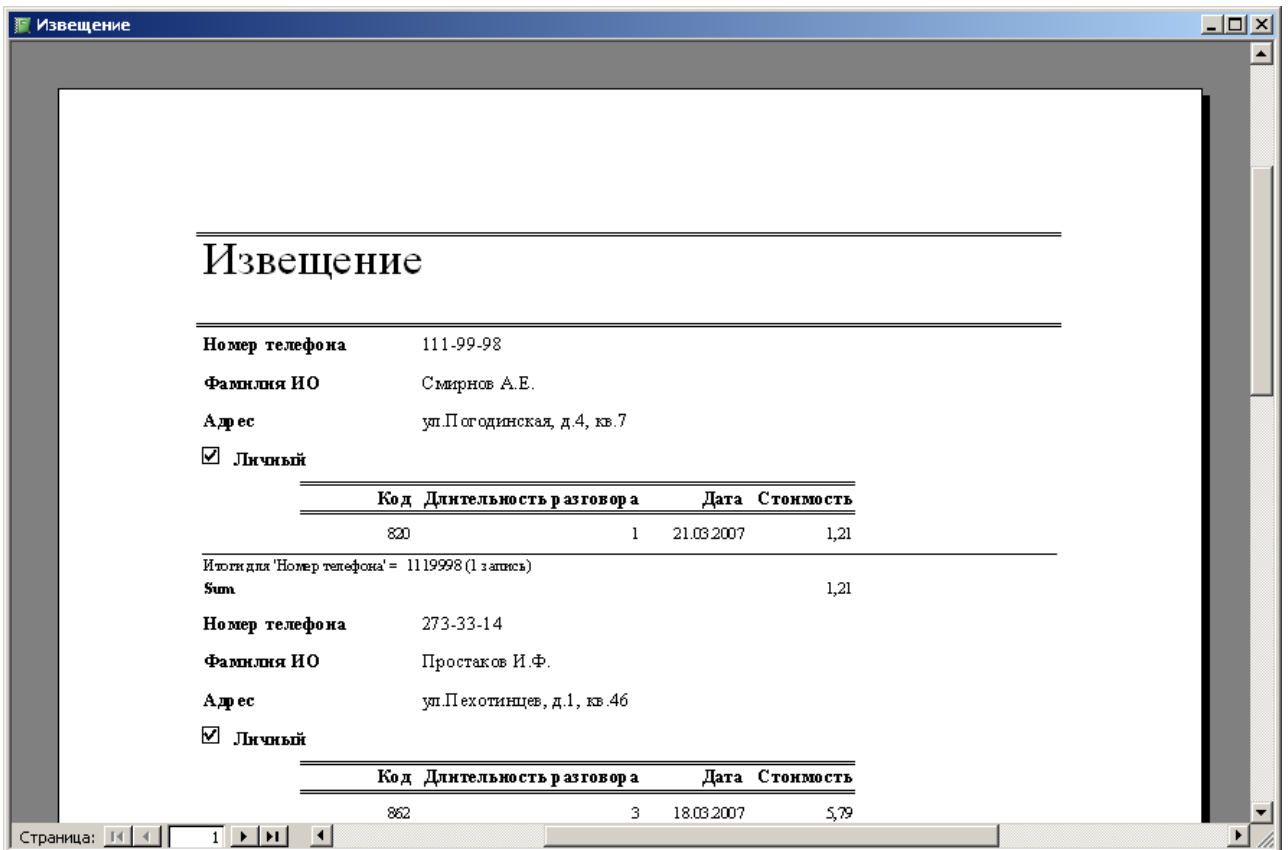 Извещение
Извещение
Номер телефона 111-99-98
Фамилия ИО Смирнов А.Е.
Адрес ул.Погодинская, д.4, кв.7
Личный
Код Длительность разговора Дата Стоимость
820 1 21.03.2007 1,21
Итоги для 'Номер телефона' = 1119998 (1 запись)
Sum 1,21
Номер телефона 273-33-14
Фамилия ИО Простаков И.Ф.
Адрес ул.Пехотинцев, д.1, кв.46
Личный
Код Длительность разговора Дата Стоимость
862 3 18.03.2007 5,79
Страница: 1